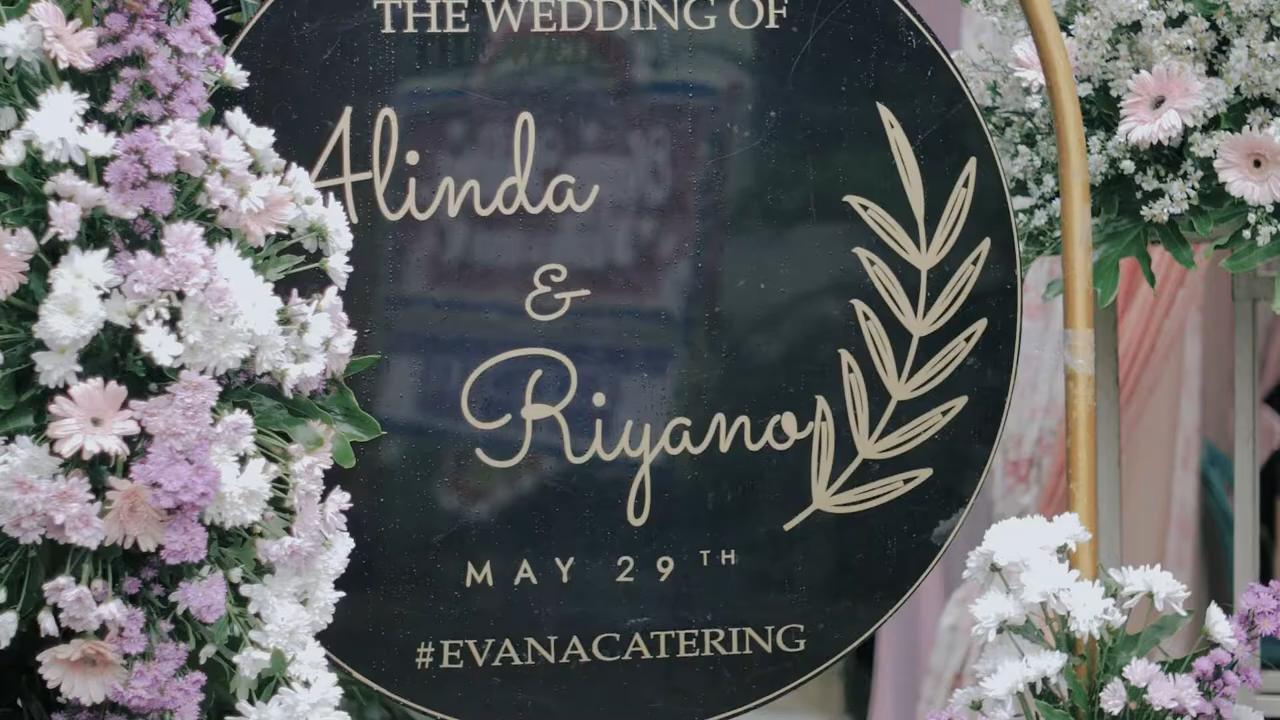 THE WEDDING OF
Alinda
&
Riyano
MAY 29TH
#EVANACATERING